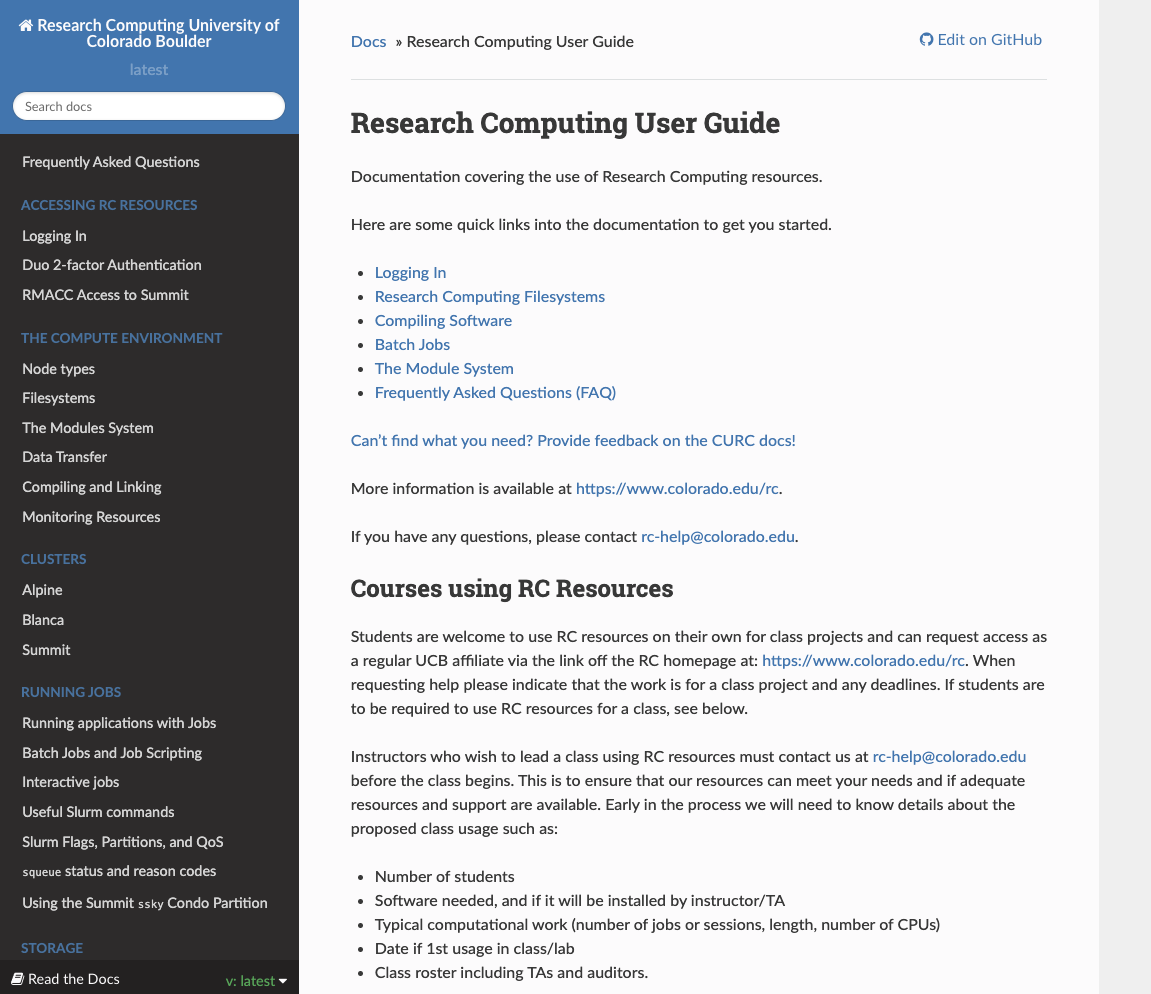 Research Computing University of
Colorado Boulder
latest
Search docs
Frequently Asked Questions
ACCESSING RC RESOURCES
Logging In
Duo 2-factor Authentication
RMACC Access to Summit
THE COMPUTE ENVIRONMENT
Node types
Filesystems
The Modules System
Data Transfer
Compiling and Linking
Monitoring Resources
CLUSTERS
Alpine
Blanca
Summit
RUNNING JOBS
Running applications with Jobs
Batch Jobs and Job Scripting
Interactive jobs
Useful Slurm commands
Slurm Flags, Partitions, and QoS
squeue status and reason codes
Using the Summit ssky Condo Partition
STORAGE
Read the Docs
v: latest
Docs » Research Computing User Guide
Edit on GitHub
Research Computing User Guide
Documentation covering the use of Research Computing resources.
Here are some quick links into the documentation to get you started.
• Logging In
• Research Computing Filesystems
• Compiling Software
• Batch Jobs
• The Module System
• Frequently Asked Questions (FAQ)
Can’t find what you need? Provide feedback on the CURC docs!
More information is available at https://www.colorado.edu/rc.
If you have any questions, please contact rc-help@colorado.edu.
Courses using RC Resources
Students are welcome to use RC resources on their own for class projects and can request access as
a regular UCB affiliate via the link off the RC homepage at: https://www.colorado.edu/rc. When
requesting help please indicate that the work is for a class project and any deadlines. If students are
to be required to use RC resources for a class, see below.
Instructors who wish to lead a class using RC resources must contact us at rc-help@colorado.edu
before the class begins. This is to ensure that our resources can meet your needs and if adequate
resources and support are available. Early in the process we will need to know details about the
proposed class usage such as:
• Number of students
• Software needed, and if it will be installed by instructor/TA
• Typical computational work (number of jobs or sessions, length, number of CPUs)
• Date if 1st usage in class/lab
• Class roster including TAs and auditors.